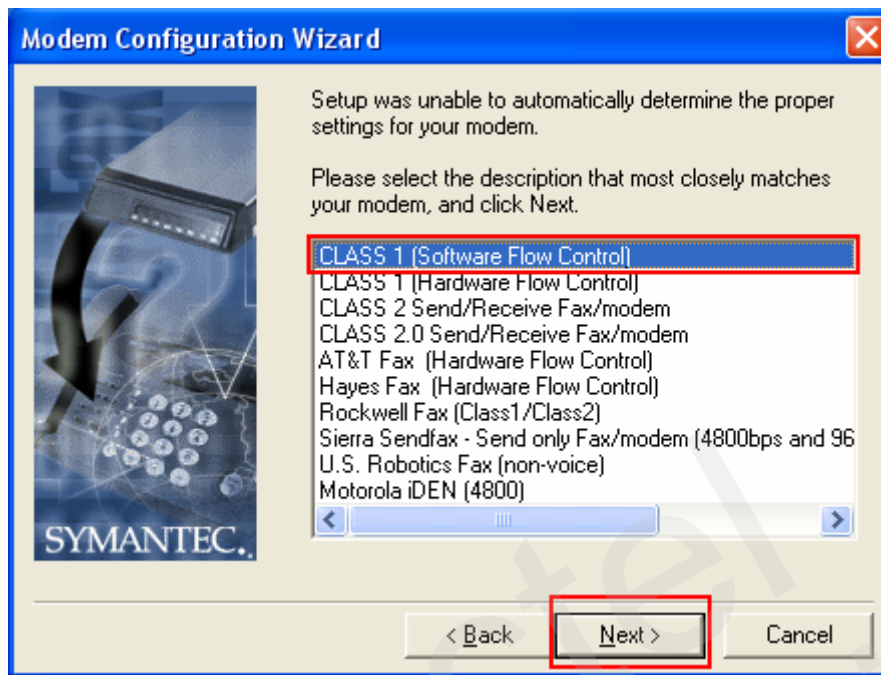 Modem Configuration Wizard
Setup was unable to automatically determine the proper
settings for your modem.
Please select the description that most closely matches
your modem, and click Next.
CLASS 1 (Software Flow Control)
CLASS 1 (Hardware Flow Control)
CLASS 2 Send/Receive Fax/modem
CLASS 2.0 Send/Receive Fax/modem
AT&T Fax (Hardware Flow Control)
Hayes Fax (Hardware Flow Control)
Rockwell Fax (Class1/Class2)
Sierra Sendfax - Send only Fax/modem (4800bps and 96
U.S. Robotics Fax (non-voice)
Motorola iDEN (4800)
SYMANTEC.
< Back Next > Cancel